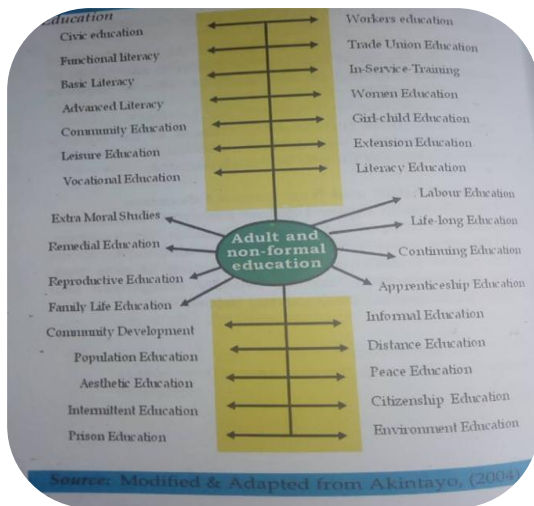 Education
Civic education
Functional literacy
Basic Literacy
Advanced Literacy
Community Education
Leisure Education
Vocational Education
Extra Moral Studies
Remedial Education
Reproductive Education
Family Life Education
Community Development
Population Education
Aesthetic Education
Intermittent Education
Prison Education
Adult and
non-formal
education
Workers education
Trade Union Education
In-Service-Training
Women Education
Girl-child Education
Extension Education
Literacy Education
Labour Education
Life-long Education
Continuing Education
Apprenticeship Education
Informal Education
Distance Education
Peace Education
Citizenship Education
Environment Education
Source: Modified & Adapted from Akintayo, (2004)